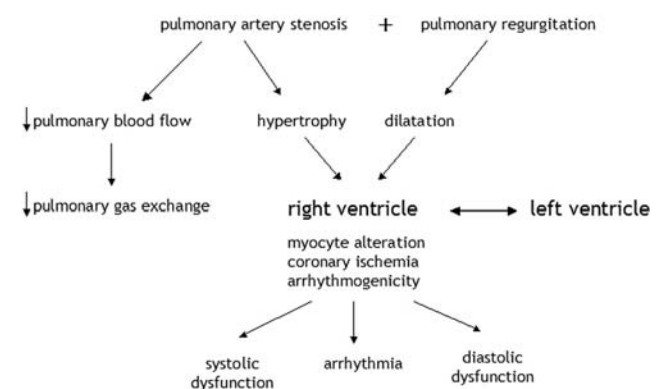 pulmonary artery stenosis + pulmonary regurgitation
↓pulmonary blood flow hypertrophy dilatation
↓pulmonary gas exchange right ventricle ↔ left ventricle
myocyte alteration
coronary ischemia
arrhythmogenicity
systolic
dysfunction
arrhythmia
diastolic
dysfunction